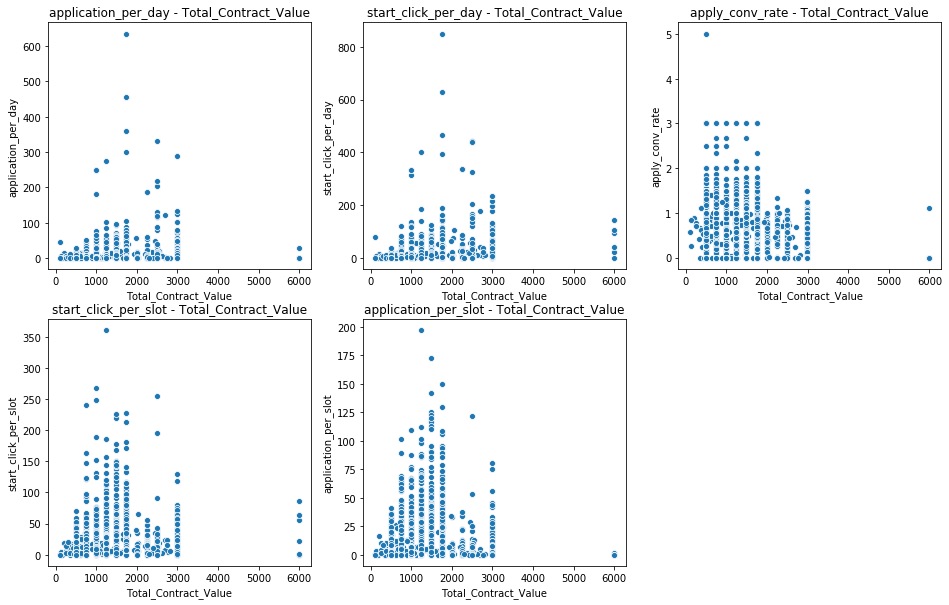 application_per_day - Total_Contract_Value
application_per_day
600
500
400
300
200
100
0
0 1000 2000 3000 4000 5000 6000
Total_Contract_Value
start_click_per_day - Total_Contract_Value
start_click_per_day
800
600
400
200
0
0 1000 2000 3000 4000 5000 6000
Total_Contract_Value
apply_conv_rate - Total_Contract_Value
apply_conv_rate
5
4
3
2
1
0
0 1000 2000 3000 4000 5000 6000
Total_Contract_Value
start_click_per_slot - Total_Contract_Value
start_click_per_slot
350
300
250
200
150
100
50
0
0 1000 2000 3000 4000 5000 6000
Total_Contract_Value
application_per_slot - Total_Contract_Value
application_per_slot
200
175
150
125
100
75
50
25
0
0 1000 2000 3000 4000 5000 6000
Total_Contract_Value